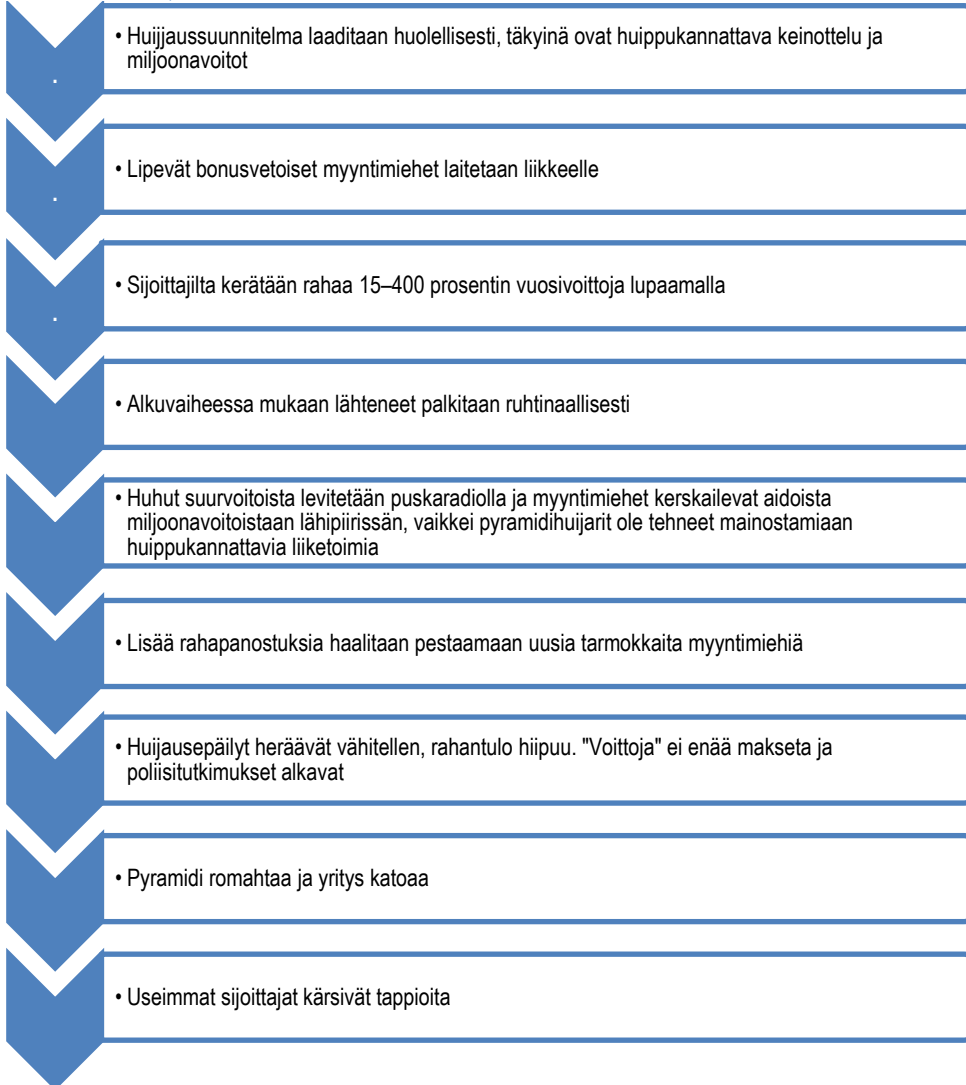 • Huijjaussuunnitelma laaditaan huolellisesti, täkyinä ovat huippukannattava keinottelu ja
miljoonavoitot
.
• Lipevät bonusvetoiset myyntimiehet laitetaan liikkeelle
.
• Sijoittajilta kerätään rahaa 15–400 prosentin vuosivoittoja lupaamalla
.
• Alkuvaiheessa mukaan lähteneet palkitaan ruhtinaallisesti
• Huhut suurvoitoista levitetään puskaradiolla ja myyntimiehet kerskailevat aidoista
miljoonavoitoistaan lähipiirissän, vaikkei pyramidihuijarit ole tehneet mainostamiaan
huippukannattavia liiketoimia
• Lisää rahapanostuksia haalitaan pestaamaan uusia tarmokkaita myyntimiehiä
• Huijausepäilyt heräävät vähitellen, rahantulo hiipuu. "Voittoja" ei enää makseta ja
poliisitutkimukset alkavat
• Pyramidi romahtaa ja yritys katoaa
• Useimmat sijoittajat kärsivät tappioita